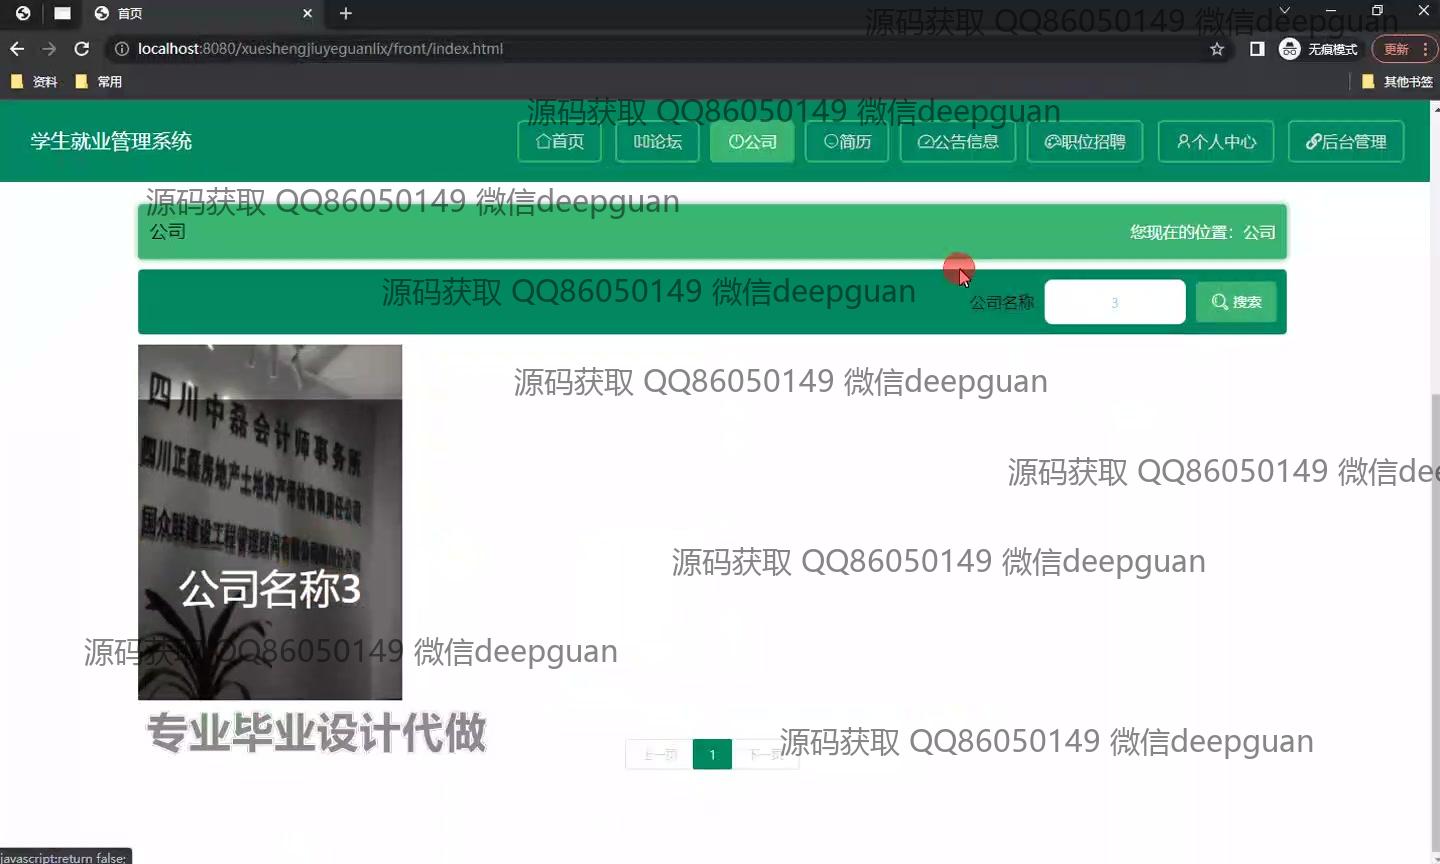 首页
源码获取 QQ86050149 微信deepguan
localhost:8080/xueshengjiuyeguanlix/front/index.html
无痕模式
更新
资料
常用
其他书签
源码获取 QQ86050149 微信deepguan
学生就业管理系统
首页
论坛
公司
简历
公告信息
职位招聘
个人中心
后台管理
源码获取 QQ86050149 微信deepguan
公司
您现在的位置：公司
源码获取 QQ86050149 微信deepguan
公司名称
3
搜索
四川中磊会计师事务所
四川正磊房地产土地资产评估有限责任公司
国众联建设工程管理顾问有限公司四川分公司
公司名称3
源码获取 QQ86050149 微信deepguan
源码获取 QQ86050149 微信dee
源码获取 QQ86050149 微信deepguan
源码获取 QQ86050149 微信deepguan
专业毕业设计代做
上一页
1
下一页
源码获取 QQ86050149 微信deepguan
javascript:return false;